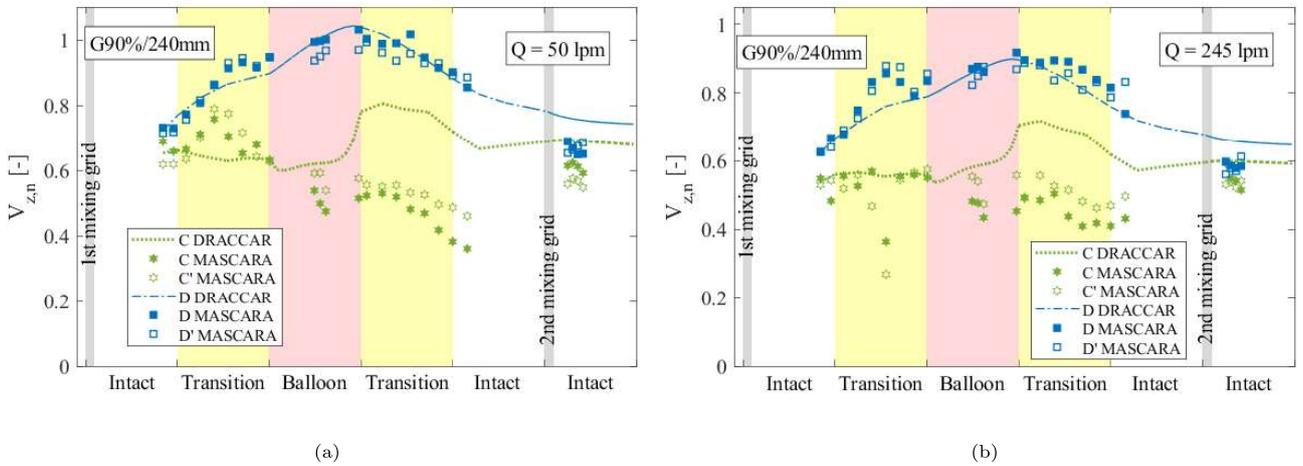 G90%/240mm
Q = 50 lpm
V z,n [-]
1
0.8
0.6
0.4
0.2
0
1st mixing grid
2nd mixing grid
C DRACCAR
C MASCARA
C' MASCARA
D DRACCAR
D MASCARA
D' MASCARA
Intact Transition Balloon Transition Intact Intact
(a)
G90%/240mm
Q = 245 lpm
V z,n [-]
1
0.8
0.6
0.4
0.2
0
1st mixing grid
2nd mixing grid
C DRACCAR
C MASCARA
C' MASCARA
D DRACCAR
D MASCARA
D' MASCARA
Intact Transition Balloon Transition Intact Intact
(b)